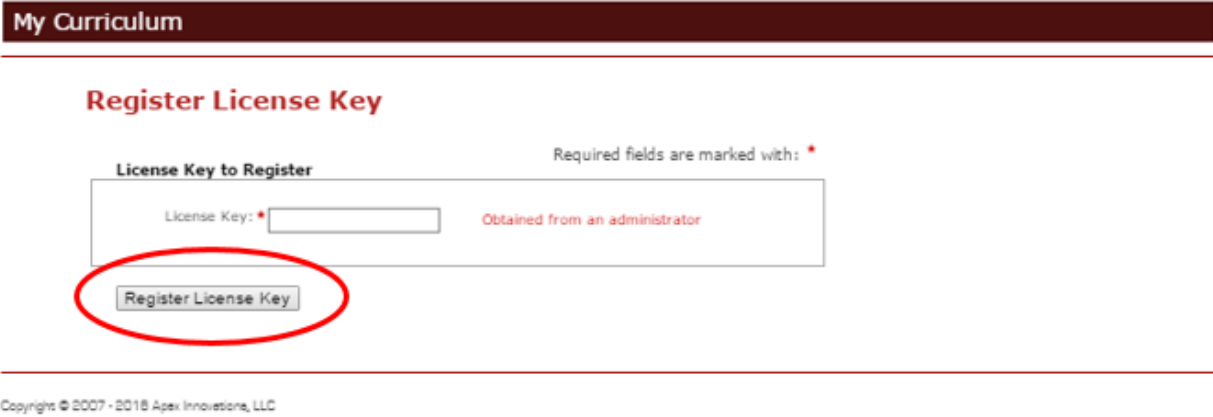 My Curriculum
Register License Key
Required fields are marked with: *
License Key to Register
License Key: * Obtained from an administrator
Register License Key
Copyright © 2007 - 2018 Apex Innovations, LLC